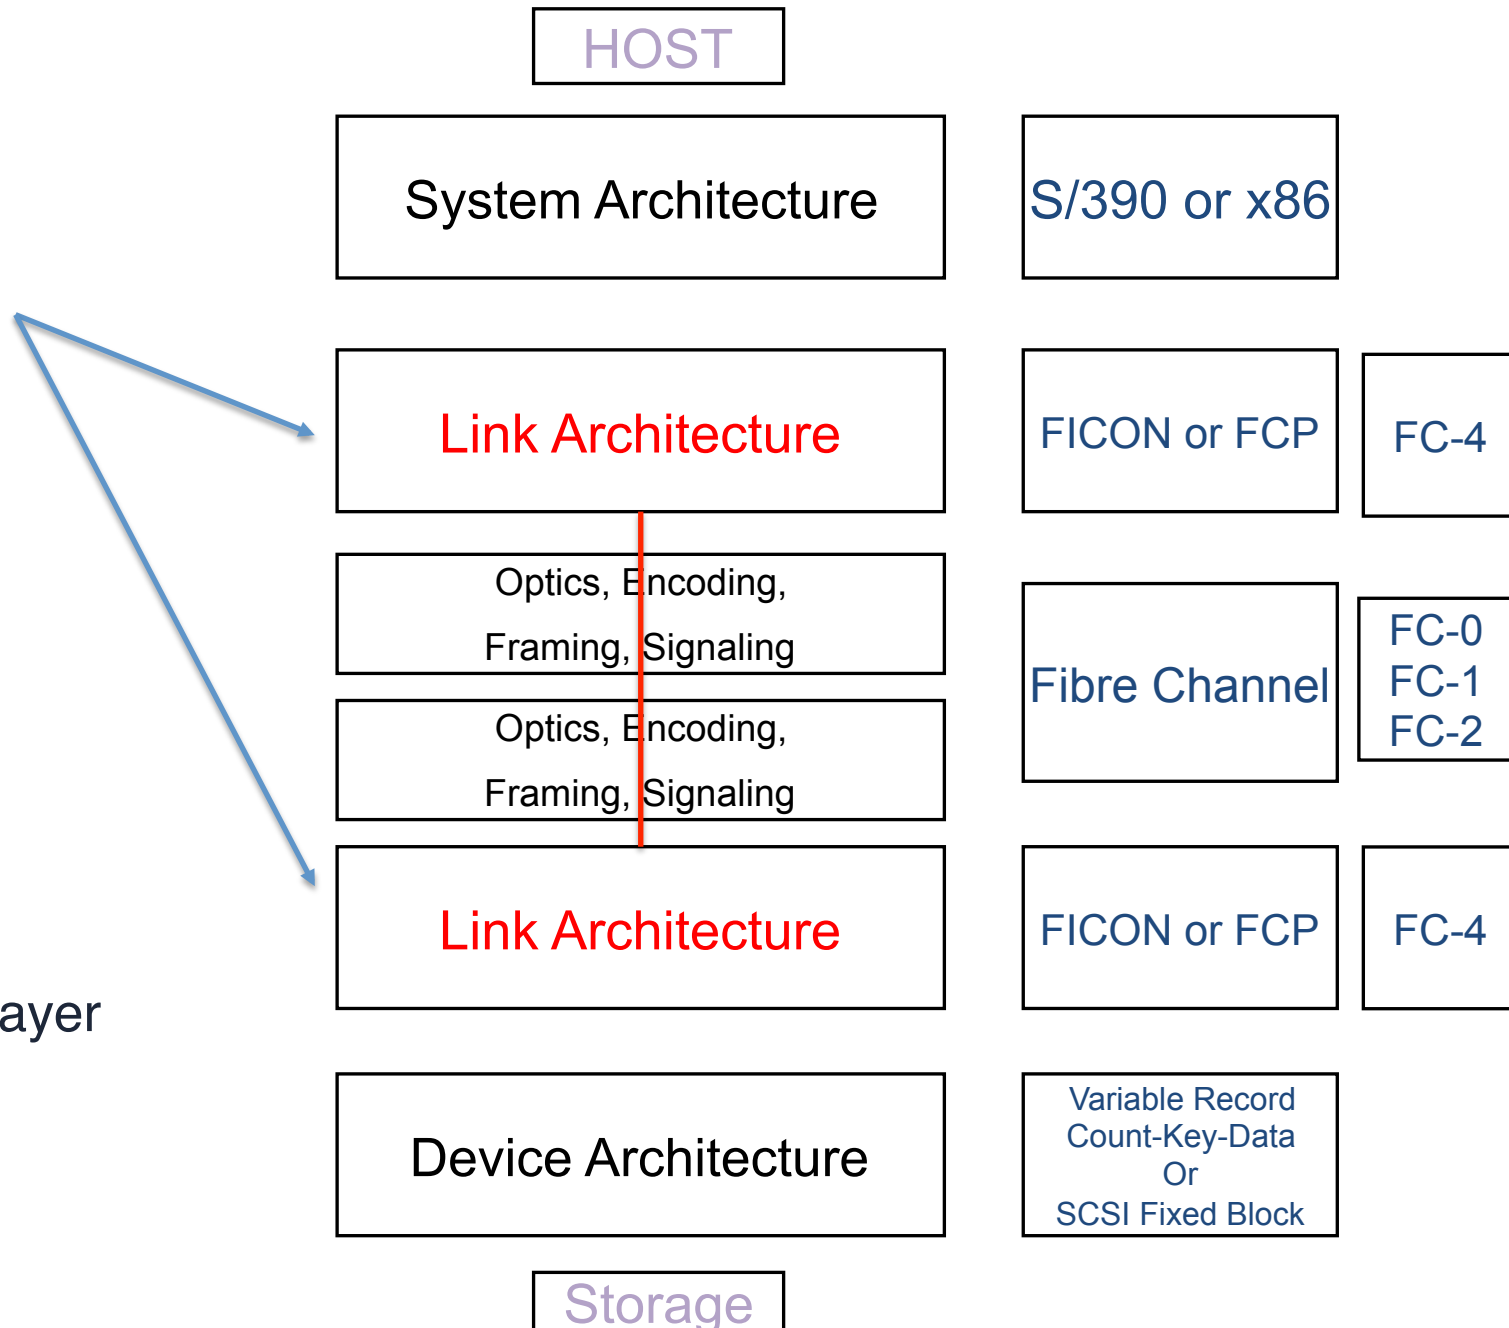 HOST
System Architecture
S/390 or x86
Link Architecture
FICON or FCP
FC-4
Optics, Encoding,
Framing, Signaling
Optics, Encoding,
Framing, Signaling
Fibre Channel
FC-0
FC-1
FC-2
Link Architecture
FICON or FCP
FC-4
ayer
Device Architecture
Variable Record
Count-Key-Data
Or
SCSI Fixed Block
Storage